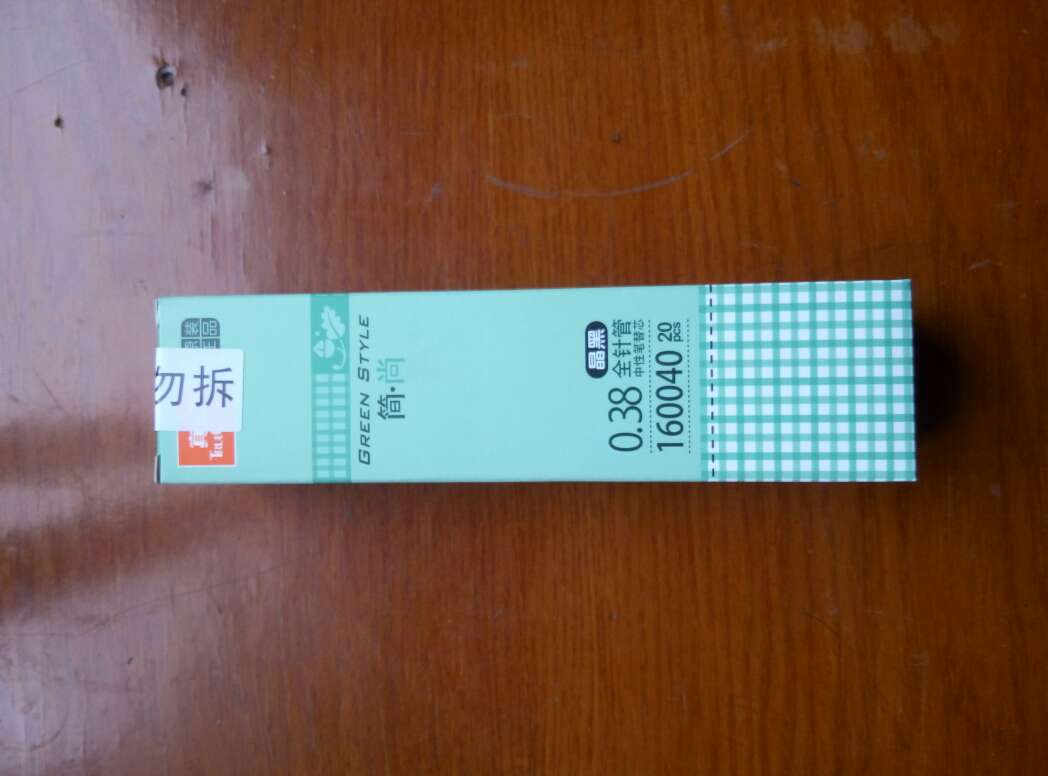 勿拆
GREEN STYLE
简·尚
晶黑
0.38 全针管
中性笔替芯
160040 20
pcs